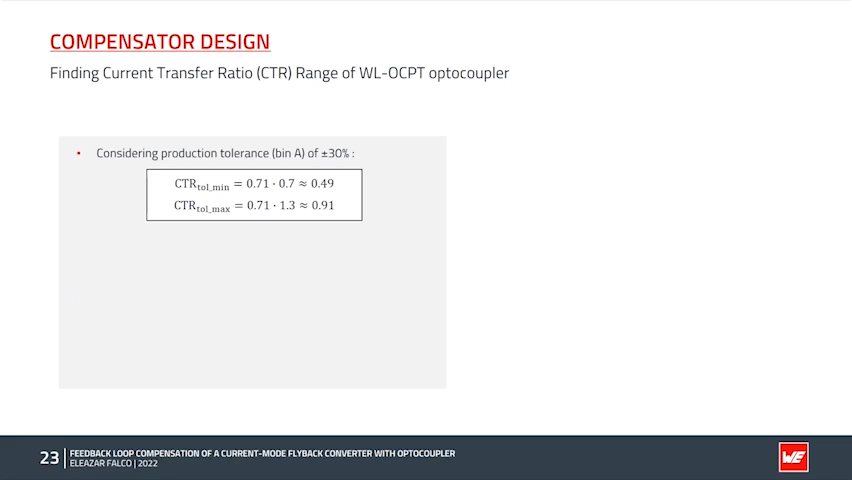 COMPENSATOR DESIGN
Finding Current Transfer Ratio (CTR) Range of WL-OCPT optocoupler
• Considering production tolerance (bin A) of ±30% :
CTRtol_min = 0.71 · 0.7 ≈ 0.49
CTRtol_max = 0.71 · 1.3 ≈ 0.91
23
FEEDBACK LOOP COMPENSATION OF A CURRENT-MODE FLYBACK CONVERTER WITH OPTOCOUPLER
ELEAZAR FALCO | 2022
WE